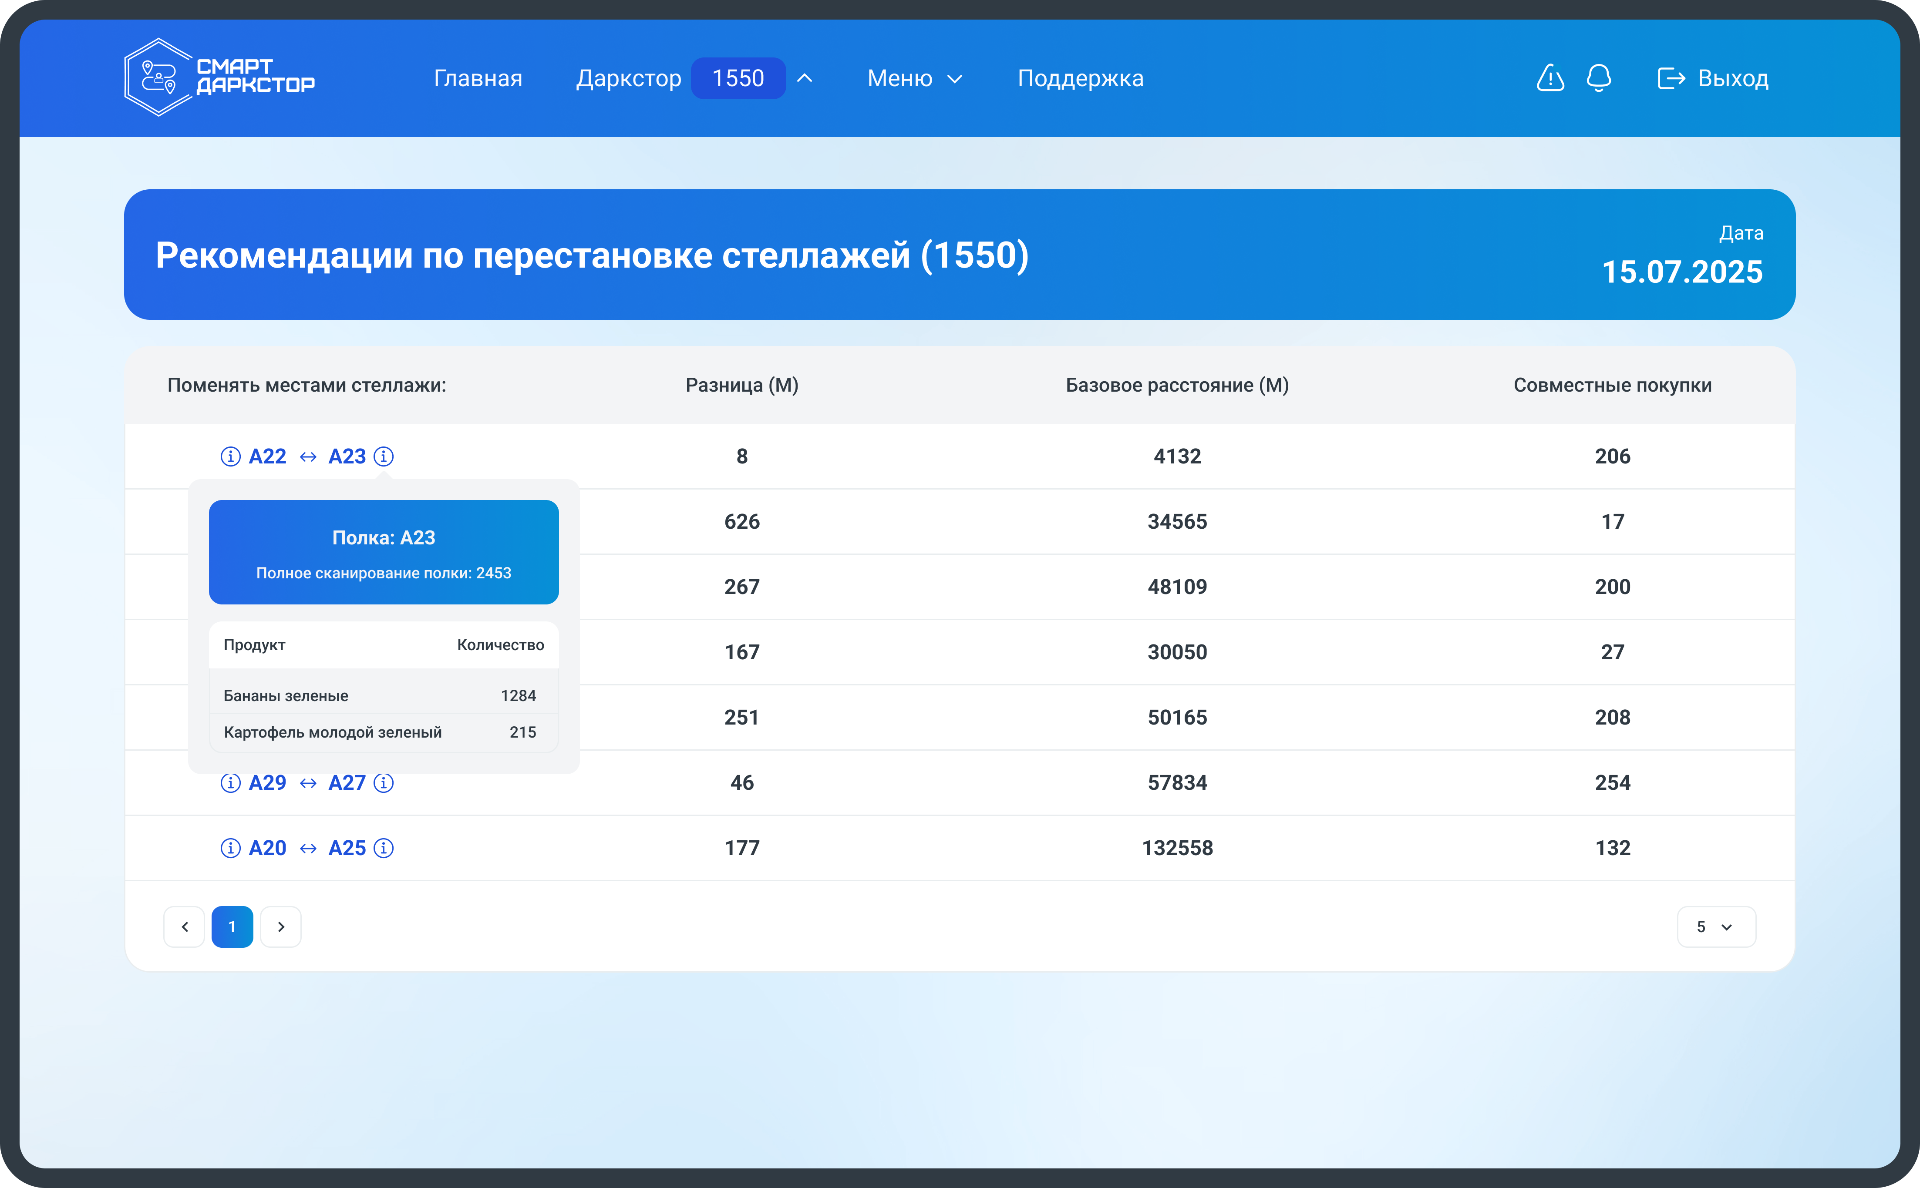 СМАРТ
ДАРКСТОР
Главная
Даркстор 1550
Меню
Поддержка
Выход
Рекомендации по перестановке стеллажей (1550)
Дата
15.07.2025
Поменять местами стеллажи: Разница (М) Базовое расстояние (М) Совместные покупки
A22 ↔ A23 8 4132 206
626 34565 17
267 48109 200
167 30050 27
251 50165 208
Полка: A23
Полное сканирование полки: 2453
Продукт Количество
Бананы зеленые 1284
Картофель молодой зеленый 215
A29 ↔ A27 46 57834 254
A20 ↔ A25 177 132558 132
1
5